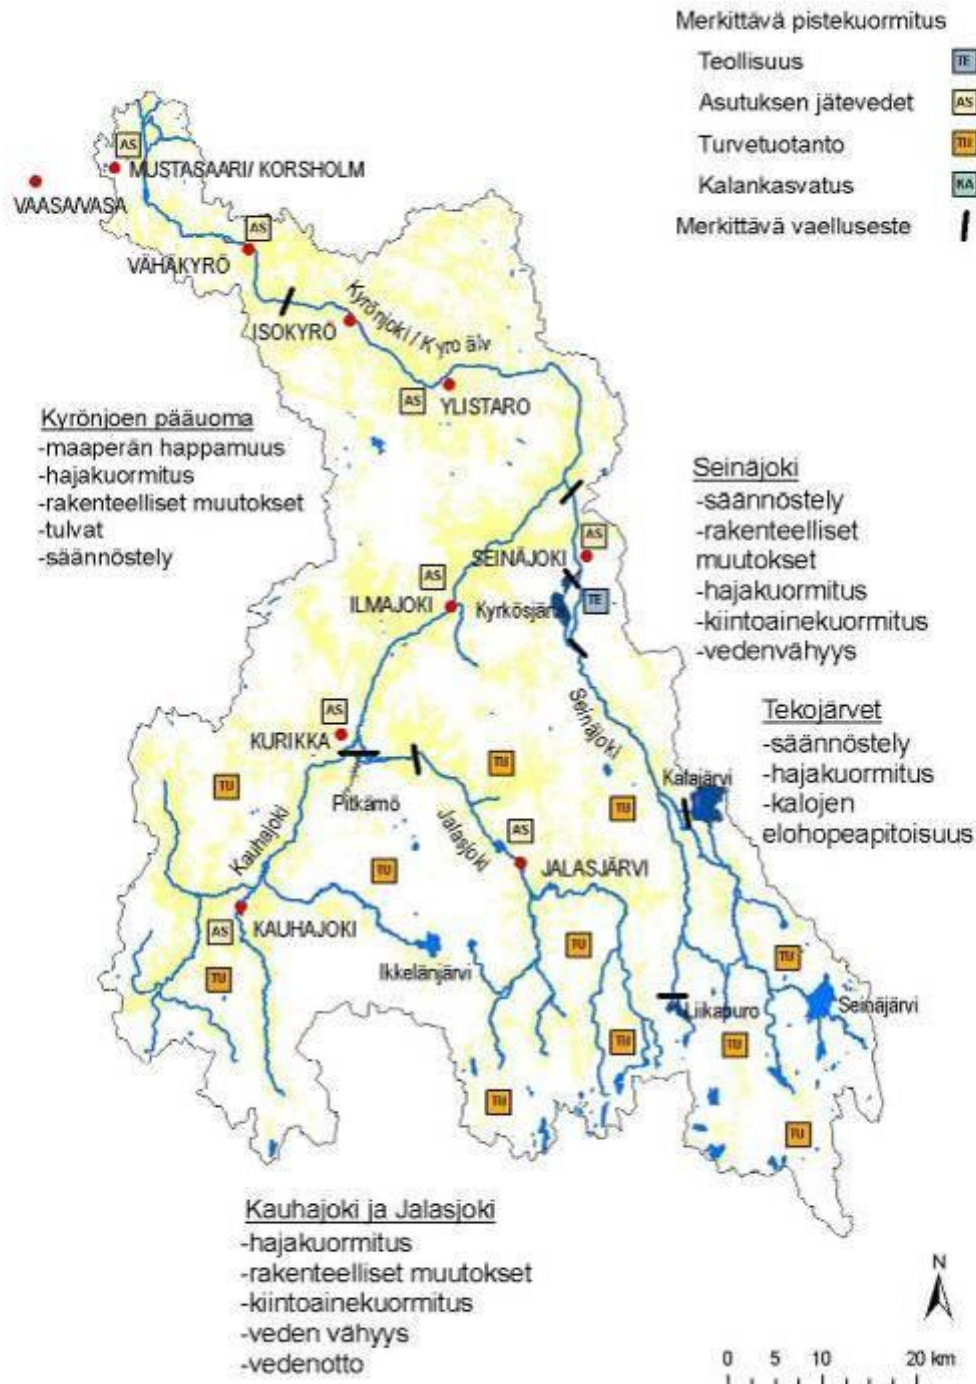 Merkittävä pistekuormitus
Teollisuus TE
Asutuksen jätevedet AS
Turvetuotanto TU
Kalankasvatus KA
Merkittävä vaelluseste
AS
MUSTASAARI/ KORSHOLM
VAASA/VASA
AS
VÄHÄKYRÖ
ISOKYRÖ
Kyrönjoki / Kyro älv
AS
YLISTARO
Kyrönjoen pääuoma
-maaperän happamuus
-hajakuormitus
-rakenteelliset muutokset
-tulvat
-säännöstely
Seinäjoki
-säännöstely
-rakenteelliset
muutokset
-hajakuormitus
-kiintoainekuormitus
-vedenvähyys
AS
SEINÄJOKI
AS
ILMAJOKI
Kyrkösjärvi
TE
Seinäjoki
Tekojärvet
-säännöstely
-hajakuormitus
-kalojen
elohopeapitoisuus
AS
KURIKKA
TU
TU
Kalajärvi
Pitkämö
TU
Kauhajoki
Jalasjoki
AS
JALASJÄRVI
TU
KAUHAJOKI
AS
TU
TU
TU
Ikkelänjärvi
Liikapuro
Seinäjärvi
TU
TU
TU
TU
Kauhajoki ja Jalasjoki
-hajakuormitus
-rakenteelliset muutokset
-kiintoainekuormitus
-veden vähyys
-vedenotto
N
0 5 10 20 km